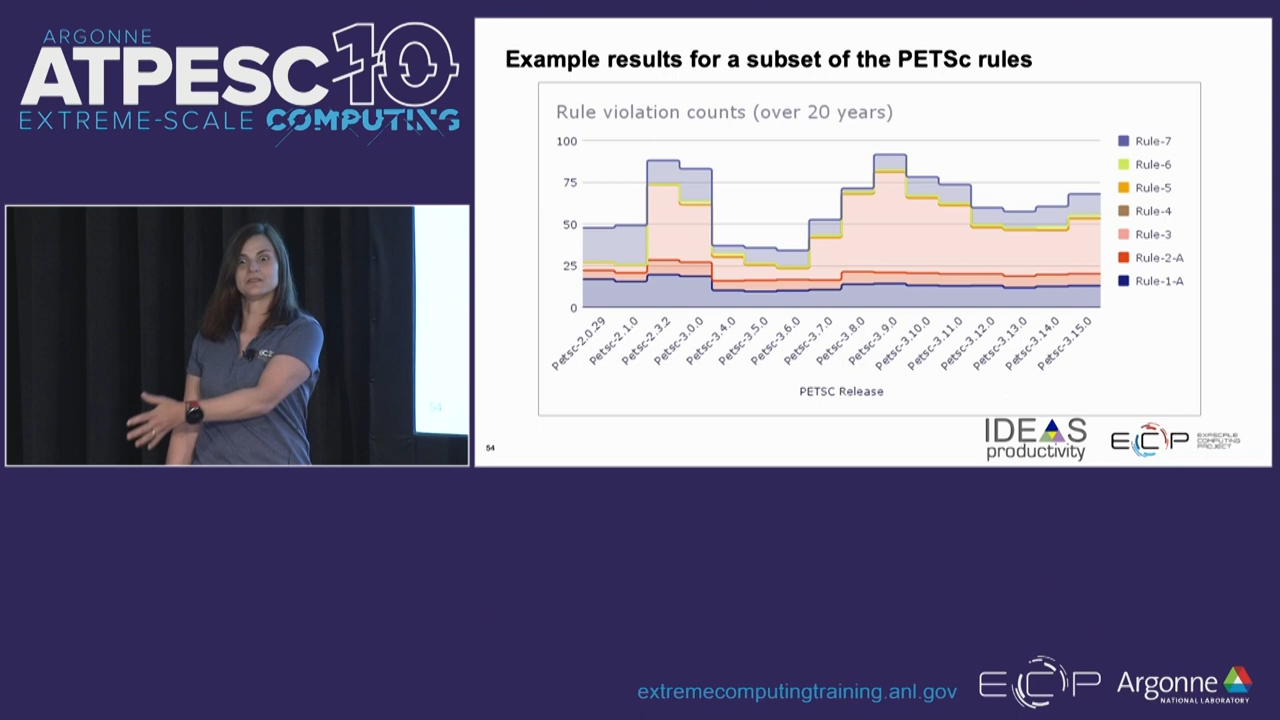 ARGONNE
ATPESC10
EXTREME-SCALE COMPUTING
Example results for a subset of the PETSc rules
Rule violation counts (over 20 years)
100
75
50
25
0
Rule-7
Rule-6
Rule-5
Rule-4
Rule-3
Rule-2-A
Rule-1-A
Petsc-2.0.29
Petsc-2.1.0
Petsc-2.3.2
Petsc-3.0.0
Petsc-3.4.0
Petsc-3.5.0
Petsc-3.6.0
Petsc-3.7.0
Petsc-3.8.0
Petsc-3.9.0
Petsc-3.10.0
Petsc-3.11.0
Petsc-3.12.0
Petsc-3.13.0
Petsc-3.14.0
Petsc-3.15.0
PETSC Release
54
IDEAS
productivity
ECP
EXASCALE
COMPUTING
PROJECT
54
extremecomputingtraining.anl.gov
ECP
Argonne
NATIONAL LABORATORY